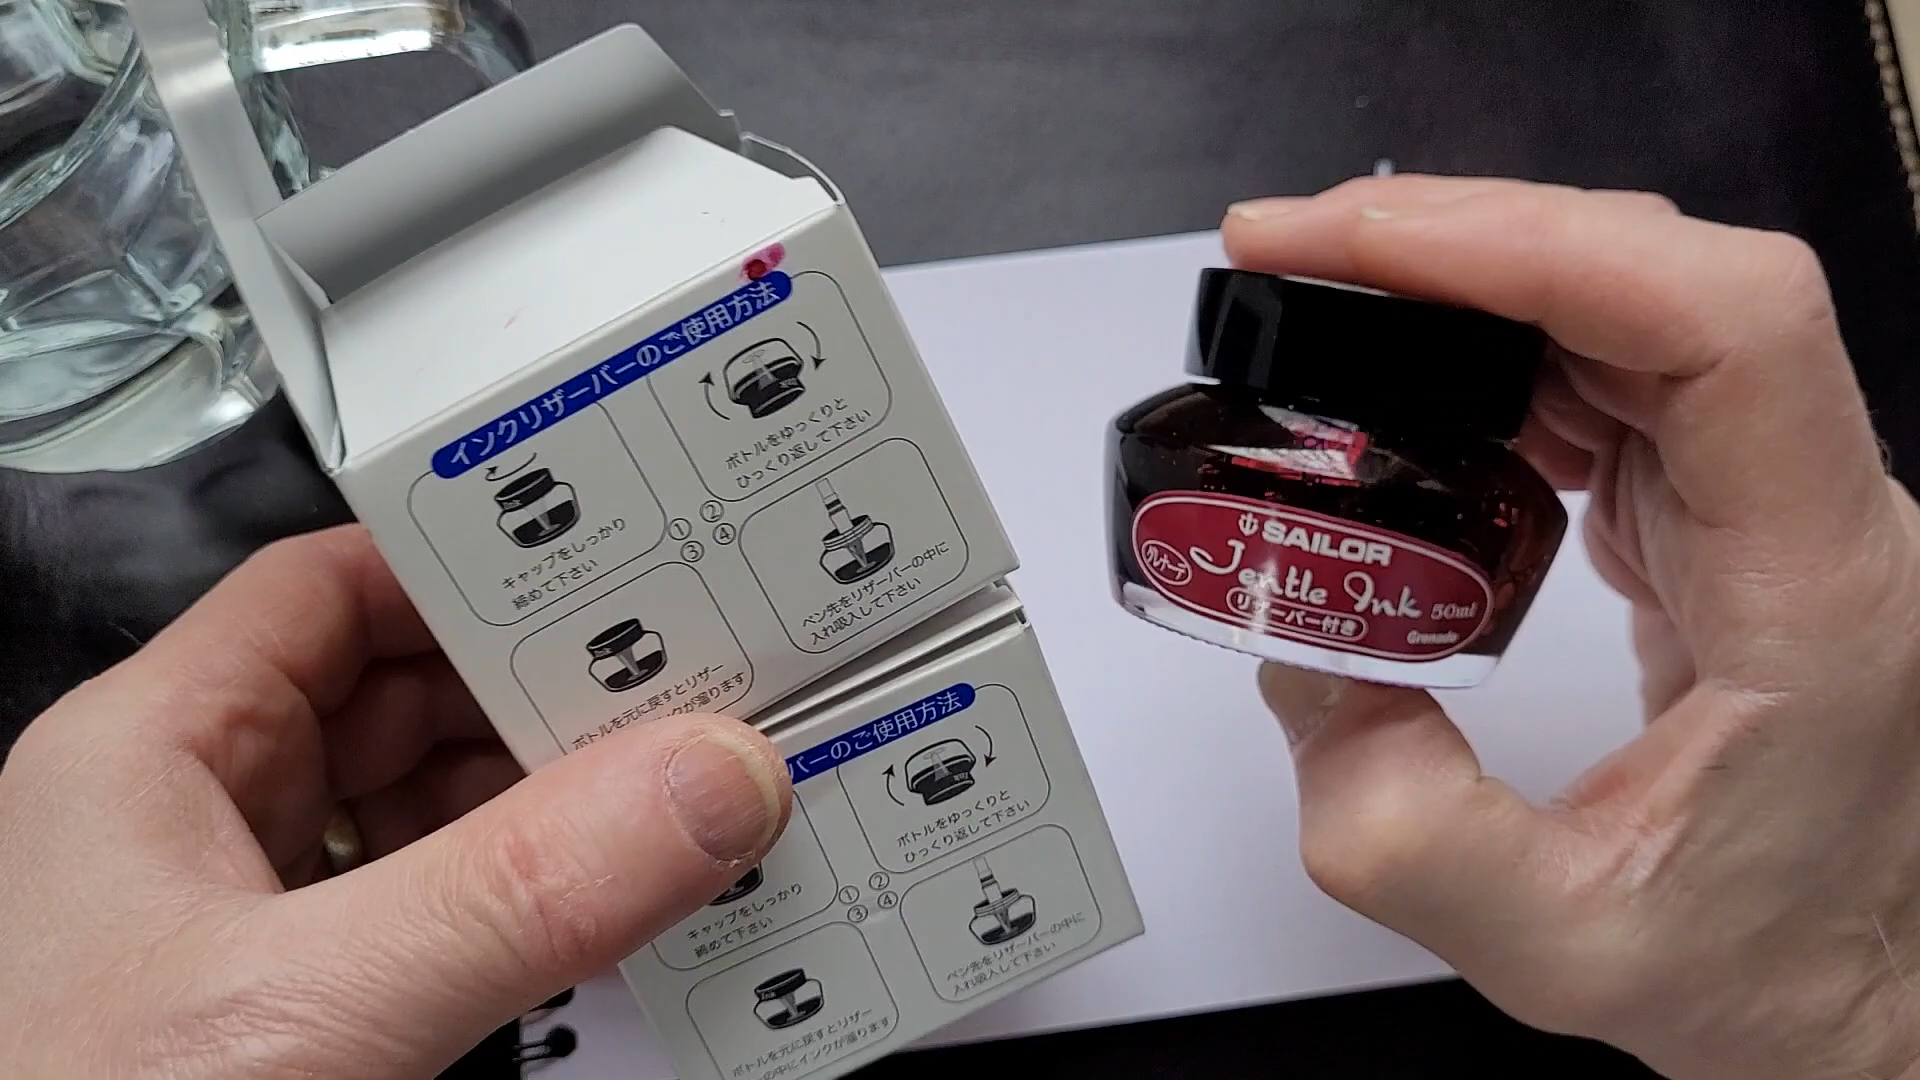 インクリザーバーのご使用方法
キャップをしっかり
締めて下さい
ボトルをゆっくりと
ひっくり返して下さい
① ②
③ ④
ボトルを元に戻すとリザー
ンクが溜ります
ペン先をリザーバーの中に
入れ吸入して下さい
バーのご使用方法
キャップをしっかり
締めて下さい
ボトルをゆっくりと
ひっくり返して下さい
① ②
③ ④
ボトルを元に戻すとリザー
の中にインクが溜ります
ペン先をリザーバーの中に
入れ吸入して下さい
SAILOR
グルナーデ
Jentle Ink 50ml
リザーバー付き
Grenade